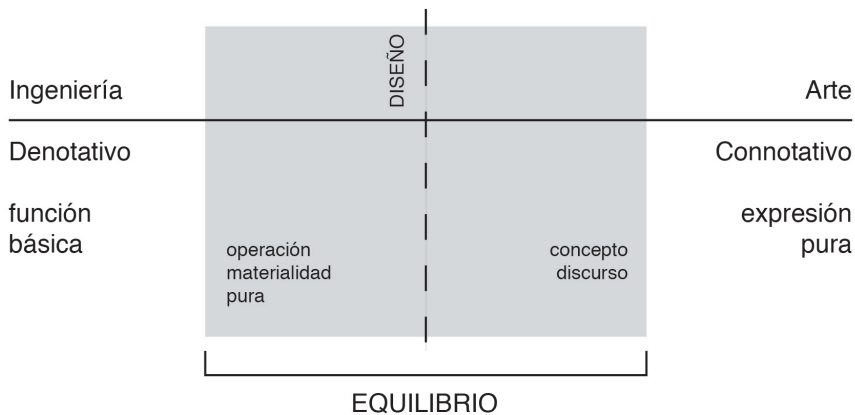 DISEÑO
Ingeniería
Arte
Denotativo
Connotativo
función
básica
expresión
pura
operación
materialidad
pura
concepto
discurso
EQUILIBRIO